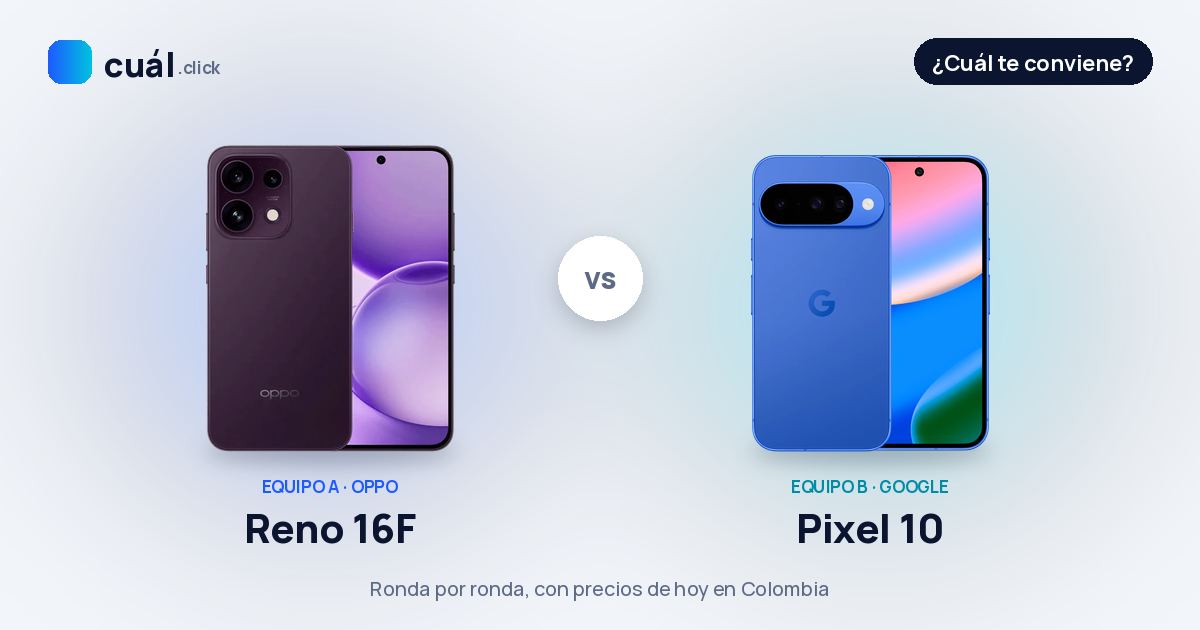 cuál.click
¿Cuál te conviene?
oppo
G
VS
EQUIPO A · OPPO
EQUIPO B · GOOGLE
Reno 16F
Pixel 10
Ronda por ronda, con precios de hoy en Colombia